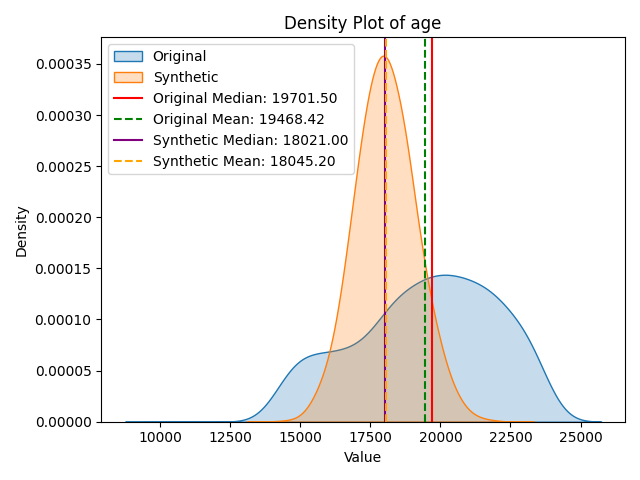 Density Plot of age
Original
Synthetic
Original Median: 19701.50
Original Mean: 19468.42
Synthetic Median: 18021.00
Synthetic Mean: 18045.20
Density
0.00035
0.00030
0.00025
0.00020
0.00015
0.00010
0.00005
0.00000
10000 12500 15000 17500 20000 22500 25000
Value